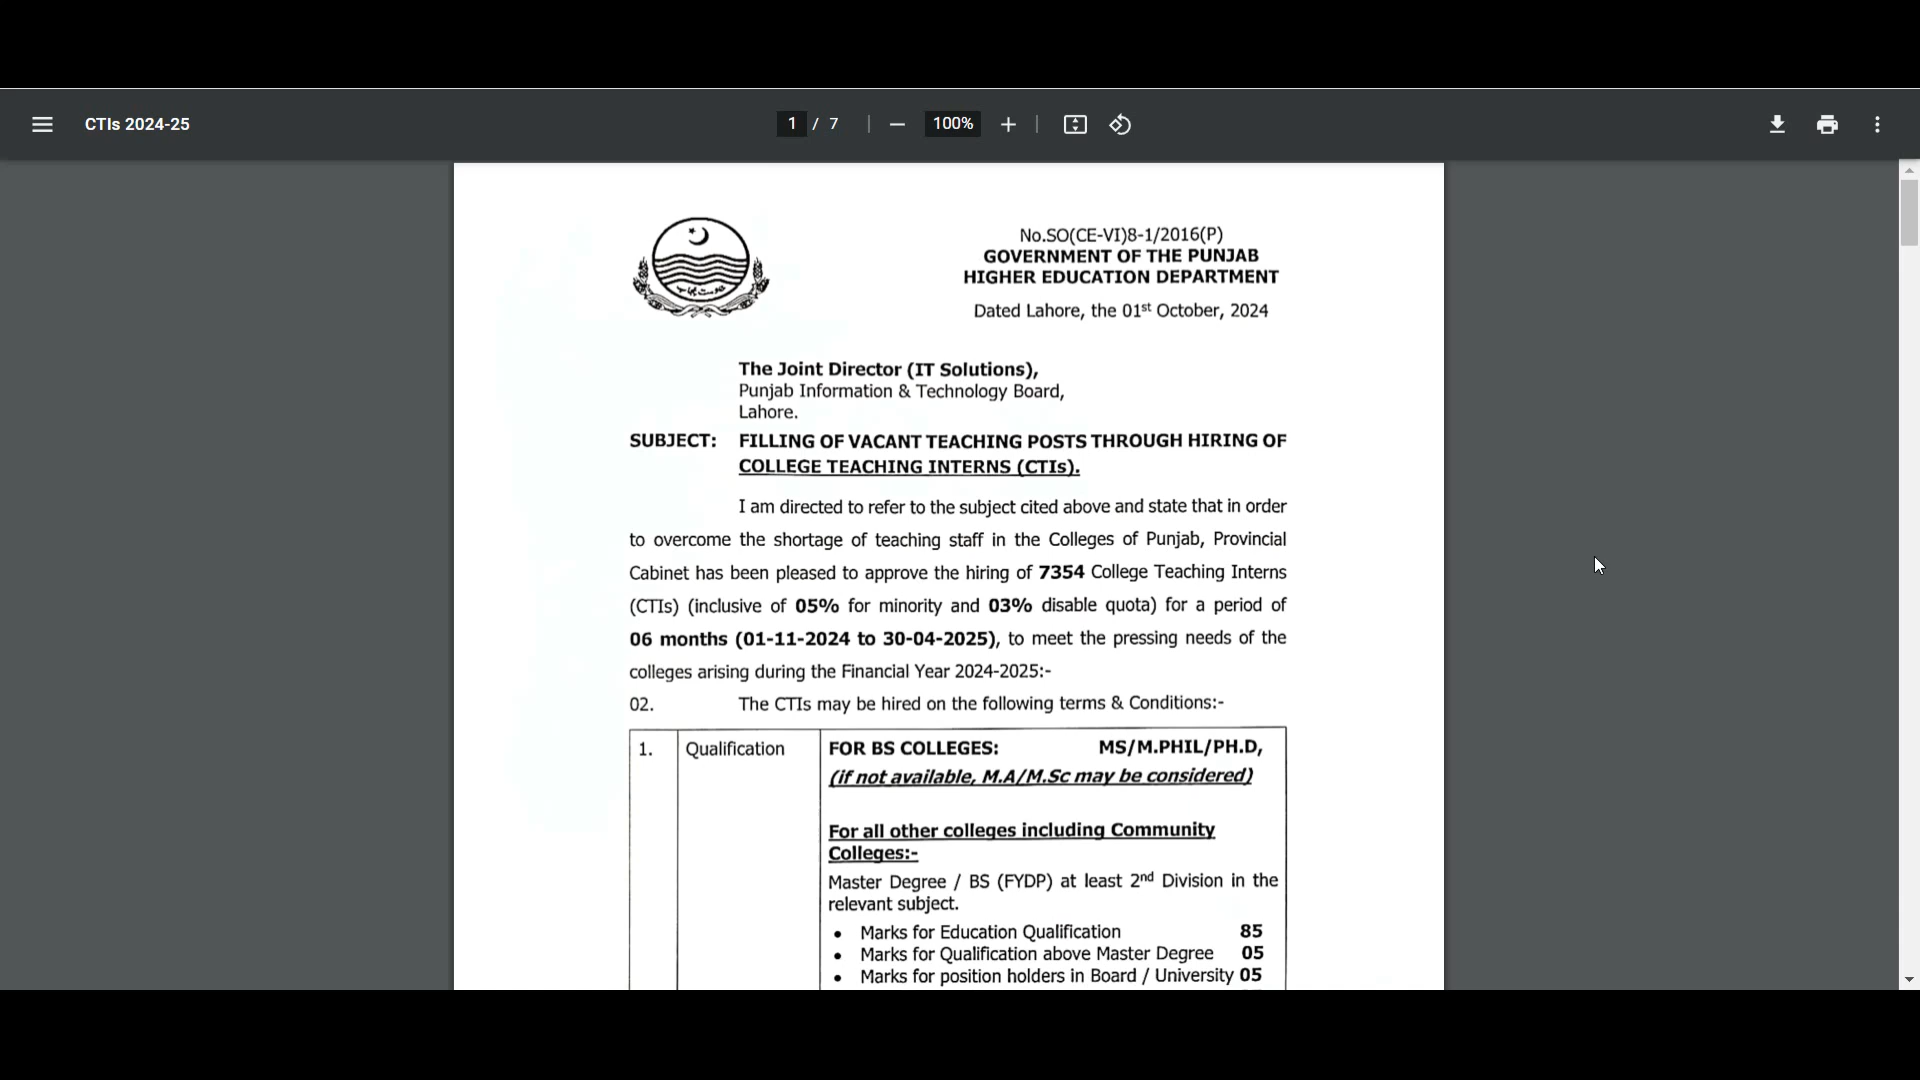 CTIs 2024-25
1 / 7
100%
No.SO(CE-VI)8-1/2016(P)
GOVERNMENT OF THE PUNJAB
HIGHER EDUCATION DEPARTMENT
Dated Lahore, the 01st October, 2024
The Joint Director (IT Solutions),
Punjab Information & Technology Board,
Lahore.
SUBJECT: FILLING OF VACANT TEACHING POSTS THROUGH HIRING OF
COLLEGE TEACHING INTERNS (CTIs).
I am directed to refer to the subject cited above and state that in order
to overcome the shortage of teaching staff in the Colleges of Punjab, Provincial
Cabinet has been pleased to approve the hiring of 7354 College Teaching Interns
(CTIs) (inclusive of 05% for minority and 03% disable quota) for a period of
06 months (01-11-2024 to 30-04-2025), to meet the pressing needs of the
colleges arising during the Financial Year 2024-2025:-
02. The CTIs may be hired on the following terms & Conditions:-
1. Qualification FOR BS COLLEGES: MS/M.PHIL/PH.D,
(if not available, M.A/M.Sc may be considered)
For all other colleges including Community
Colleges:-
Master Degree / BS (FYDP) at least 2nd Division in the
relevant subject.
• Marks for Education Qualification 85
• Marks for Qualification above Master Degree 05
• Marks for position holders in Board / University 05